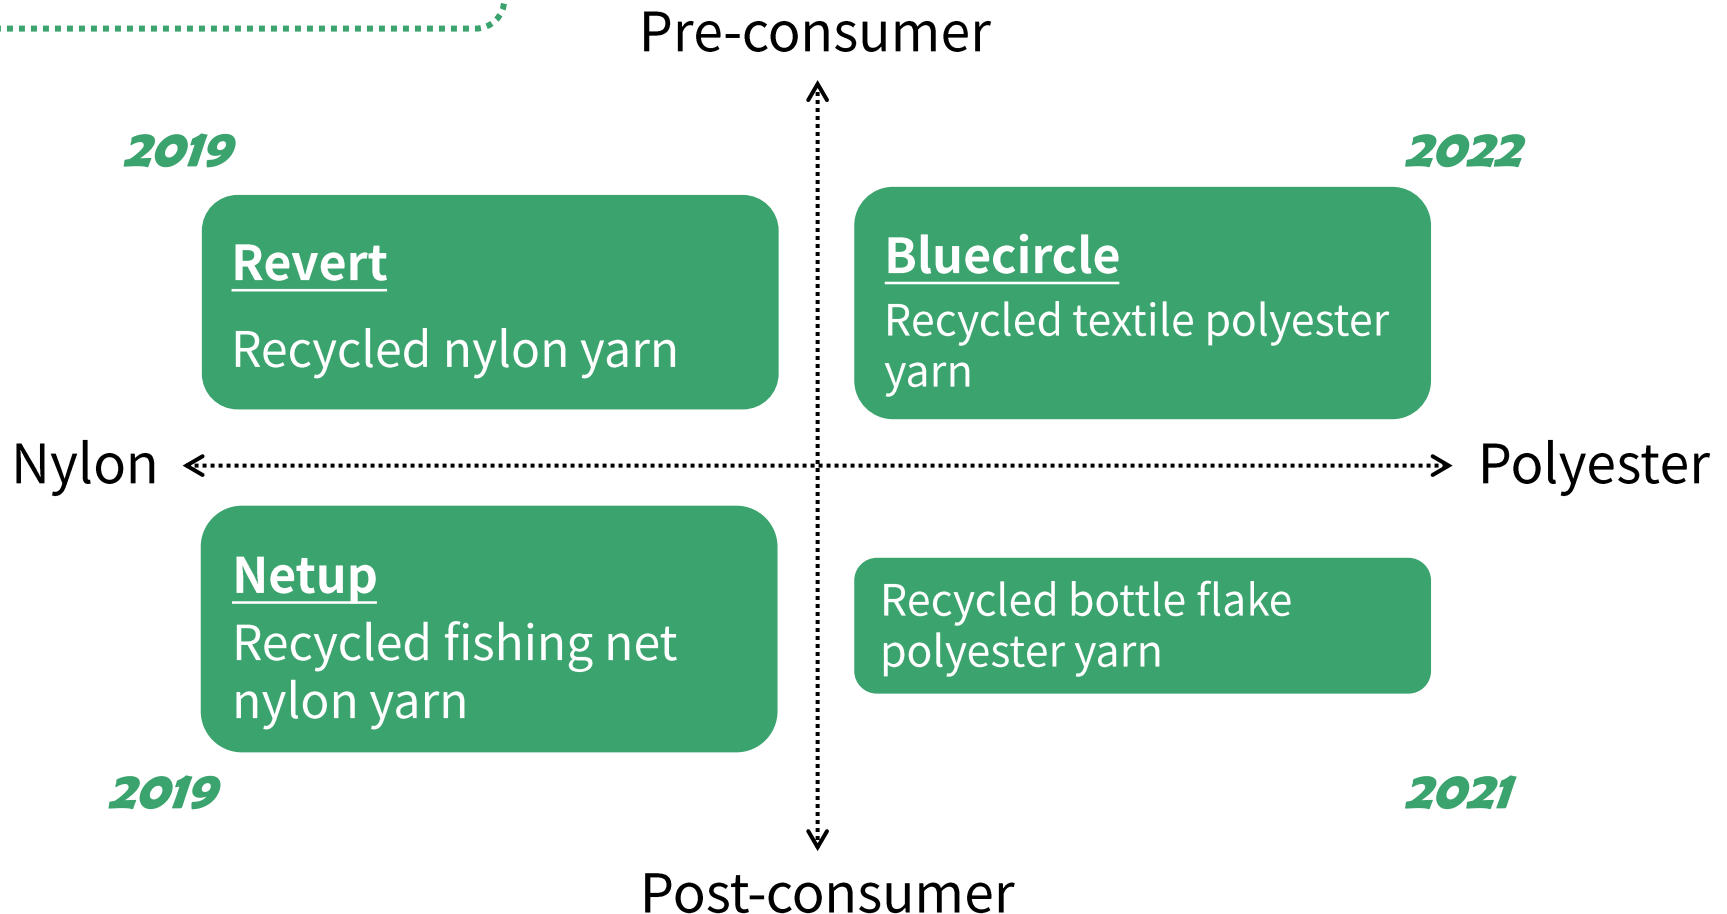 Pre-consumer
2019
2022
Revert
Recycled nylon yarn
Bluecircle
Recycled textile polyester
yarn
Nylon
Polyester
Netup
Recycled fishing net
nylon yarn
Recycled bottle flake
polyester yarn
2019
2021
Post-consumer